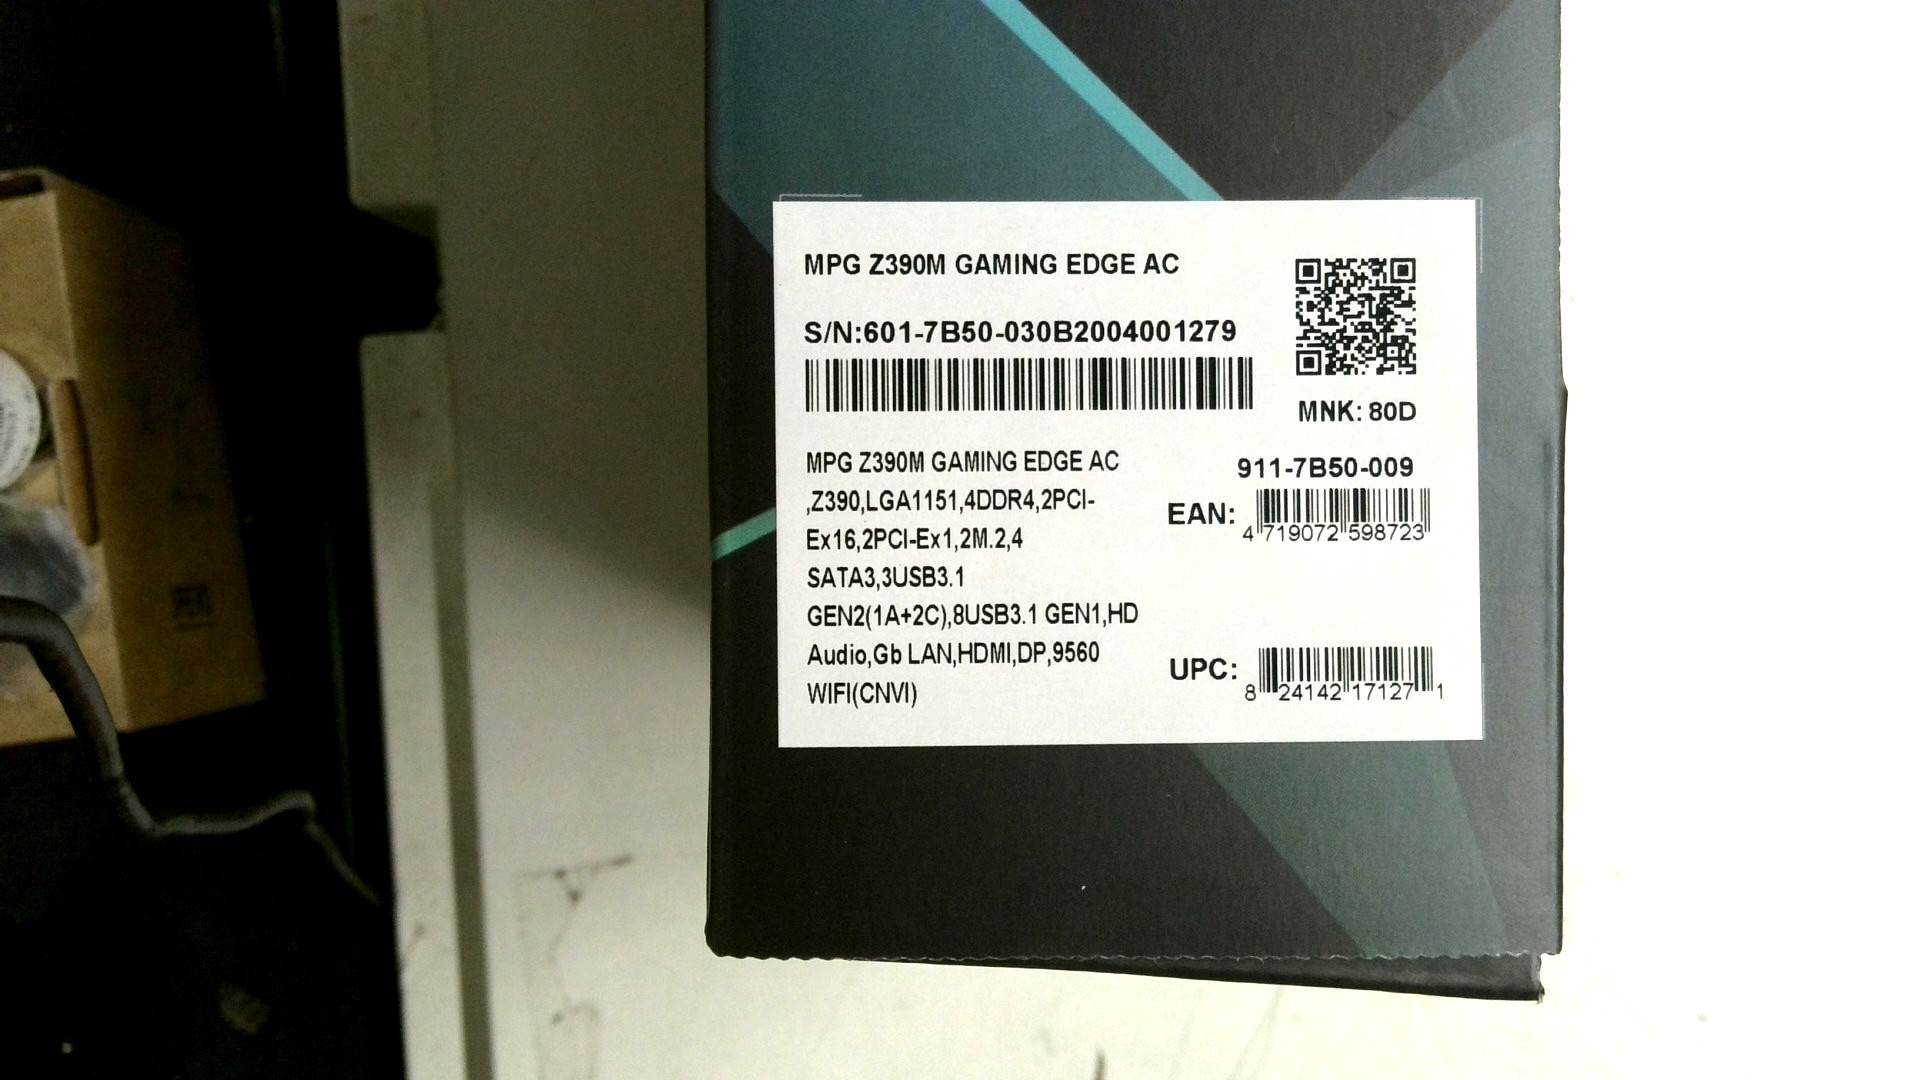 MPG Z390M GAMING EDGE AC
S/N:601-7B50-030B2004001279
MNK: 80D
MPG Z390M GAMING EDGE AC
,Z390,LGA1151,4DDR4,2PCI-
Ex16,2PCI-Ex1,2M.2,4
SATA3,3USB3.1
GEN2(1A+2C),8USB3.1 GEN1,HD
Audio,Gb LAN,HDMI,DP,9560
WIFI(CNVI)
911-7B50-009
EAN:
4 719072 598723
UPC:
8 24142 17127 1